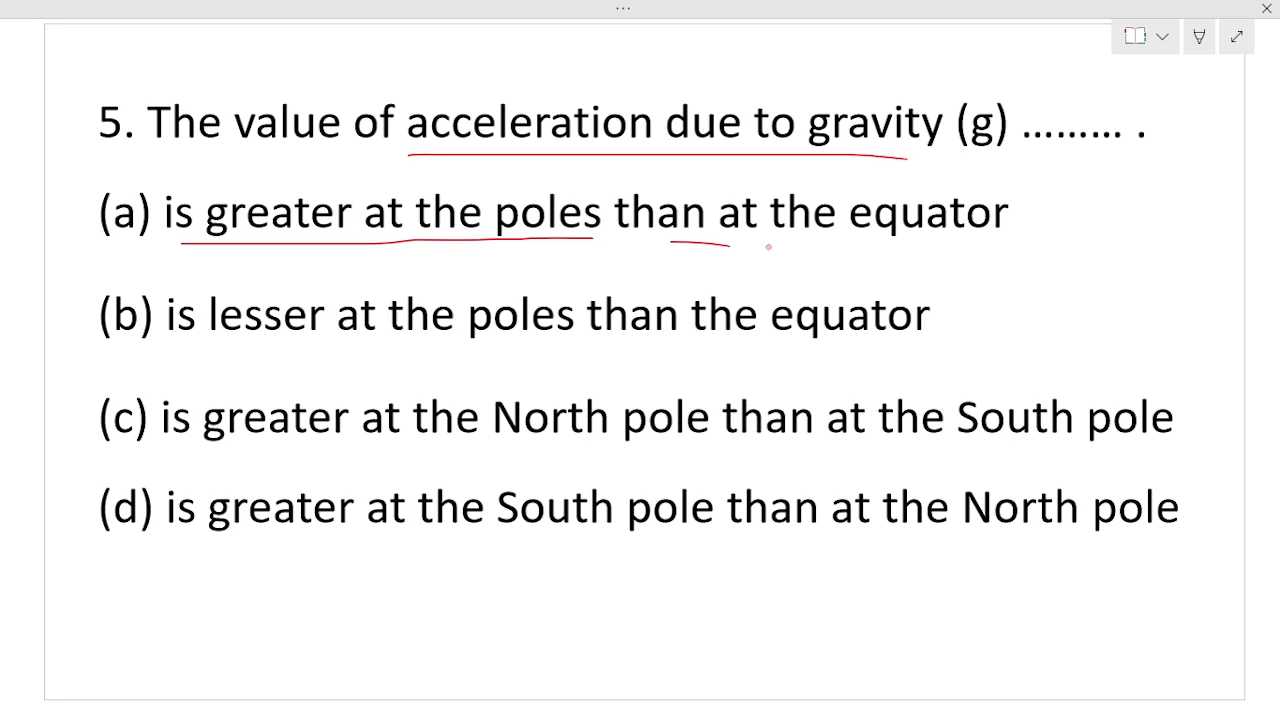 5. The value of acceleration due to gravity (g) ……… .
(a) is greater at the poles than at the equator
(b) is lesser at the poles than the equator
(c) is greater at the North pole than at the South pole
(d) is greater at the South pole than at the North pole